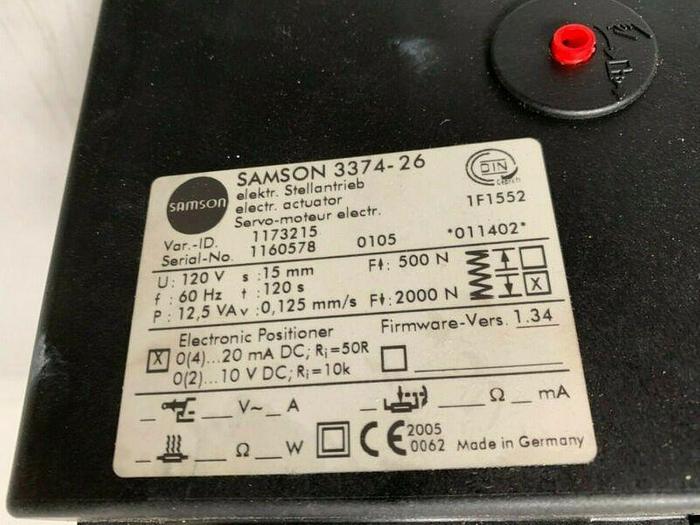 SAMSON 3374-26
SAMSON
elektr. Stellantrieb
electr. actuator
Servo-moteur electr.
DIN
1F1552
Var.-ID. 1173215
Serial-No. 1160578 0105 *011402*
U : 120 V s : 15 mm F⬆: 500 N
f : 60 Hz t : 120 s
P : 12,5 VA v : 0,125 mm/s F⬇: 2000 N X
Electronic Positioner Firmware-Vers. 1.34
X 0(4)...20 mA DC; Ri=50R
0(2)...10 V DC; Ri=10k
_ __ V~ _ A _ __ Ω _ mA
_ __ Ω _ W CE 2005
0062 Made in Germany